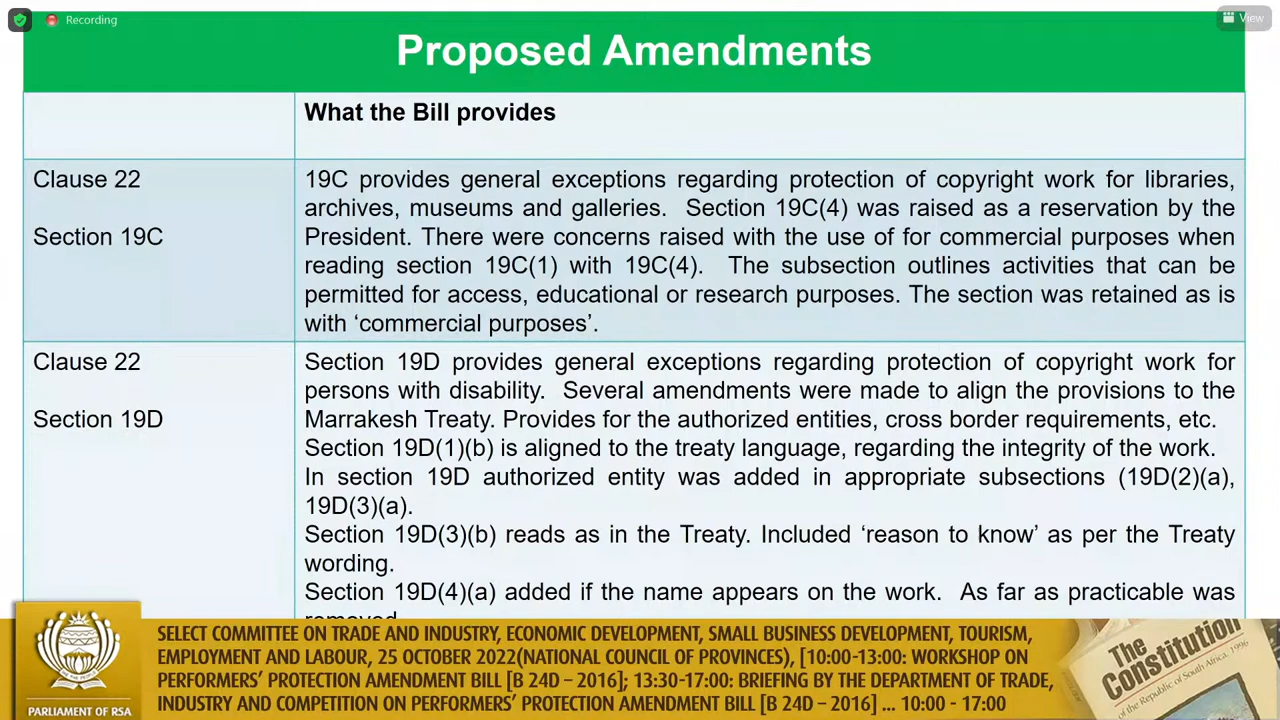 Recording
View
Proposed Amendments
What the Bill provides
Clause 22
Section 19C
19C provides general exceptions regarding protection of copyright work for libraries,
archives, museums and galleries. Section 19C(4) was raised as a reservation by the
President. There were concerns raised with the use of for commercial purposes when
reading section 19C(1) with 19C(4). The subsection outlines activities that can be
permitted for access, educational or research purposes. The section was retained as is
with ‘commercial purposes’.
Clause 22
Section 19D
Section 19D provides general exceptions regarding protection of copyright work for
persons with disability. Several amendments were made to align the provisions to the
Marrakesh Treaty. Provides for the authorized entities, cross border requirements, etc.
Section 19D(1)(b) is aligned to the treaty language, regarding the integrity of the work.
In section 19D authorized entity was added in appropriate subsections (19D(2)(a),
19D(3)(a).
Section 19D(3)(b) reads as in the Treaty. Included ‘reason to know’ as per the Treaty
wording.
Section 19D(4)(a) added if the name appears on the work. As far as practicable was
removed
SELECT COMMITTEE ON TRADE AND INDUSTRY, ECONOMIC DEVELOPMENT, SMALL BUSINESS DEVELOPMENT, TOURISM,
EMPLOYMENT AND LABOUR, 25 OCTOBER 2022(NATIONAL COUNCIL OF PROVINCES), [10:00-13:00: WORKSHOP ON
PERFORMERS’ PROTECTION AMENDMENT BILL [B 24D – 2016]; 13:30-17:00: BRIEFING BY THE DEPARTMENT OF TRADE,
INDUSTRY AND COMPETITION ON PERFORMERS’ PROTECTION AMENDMENT BILL [B 24D – 2016] ... 10:00 - 17:00
PARLIAMENT OF RSA
The
Constitution
of the Republic of South Africa, 1996